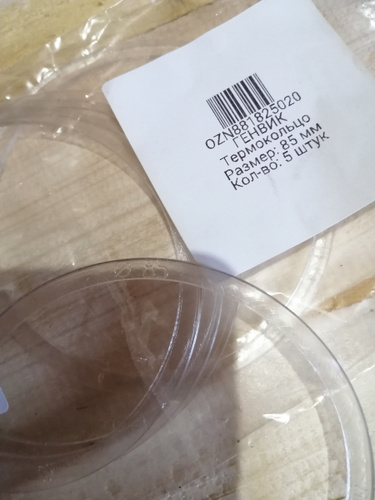 OZN881825020
ГЕНВИК
Термокольцо
Размер: 85 мм
Кол-во: 5 штук